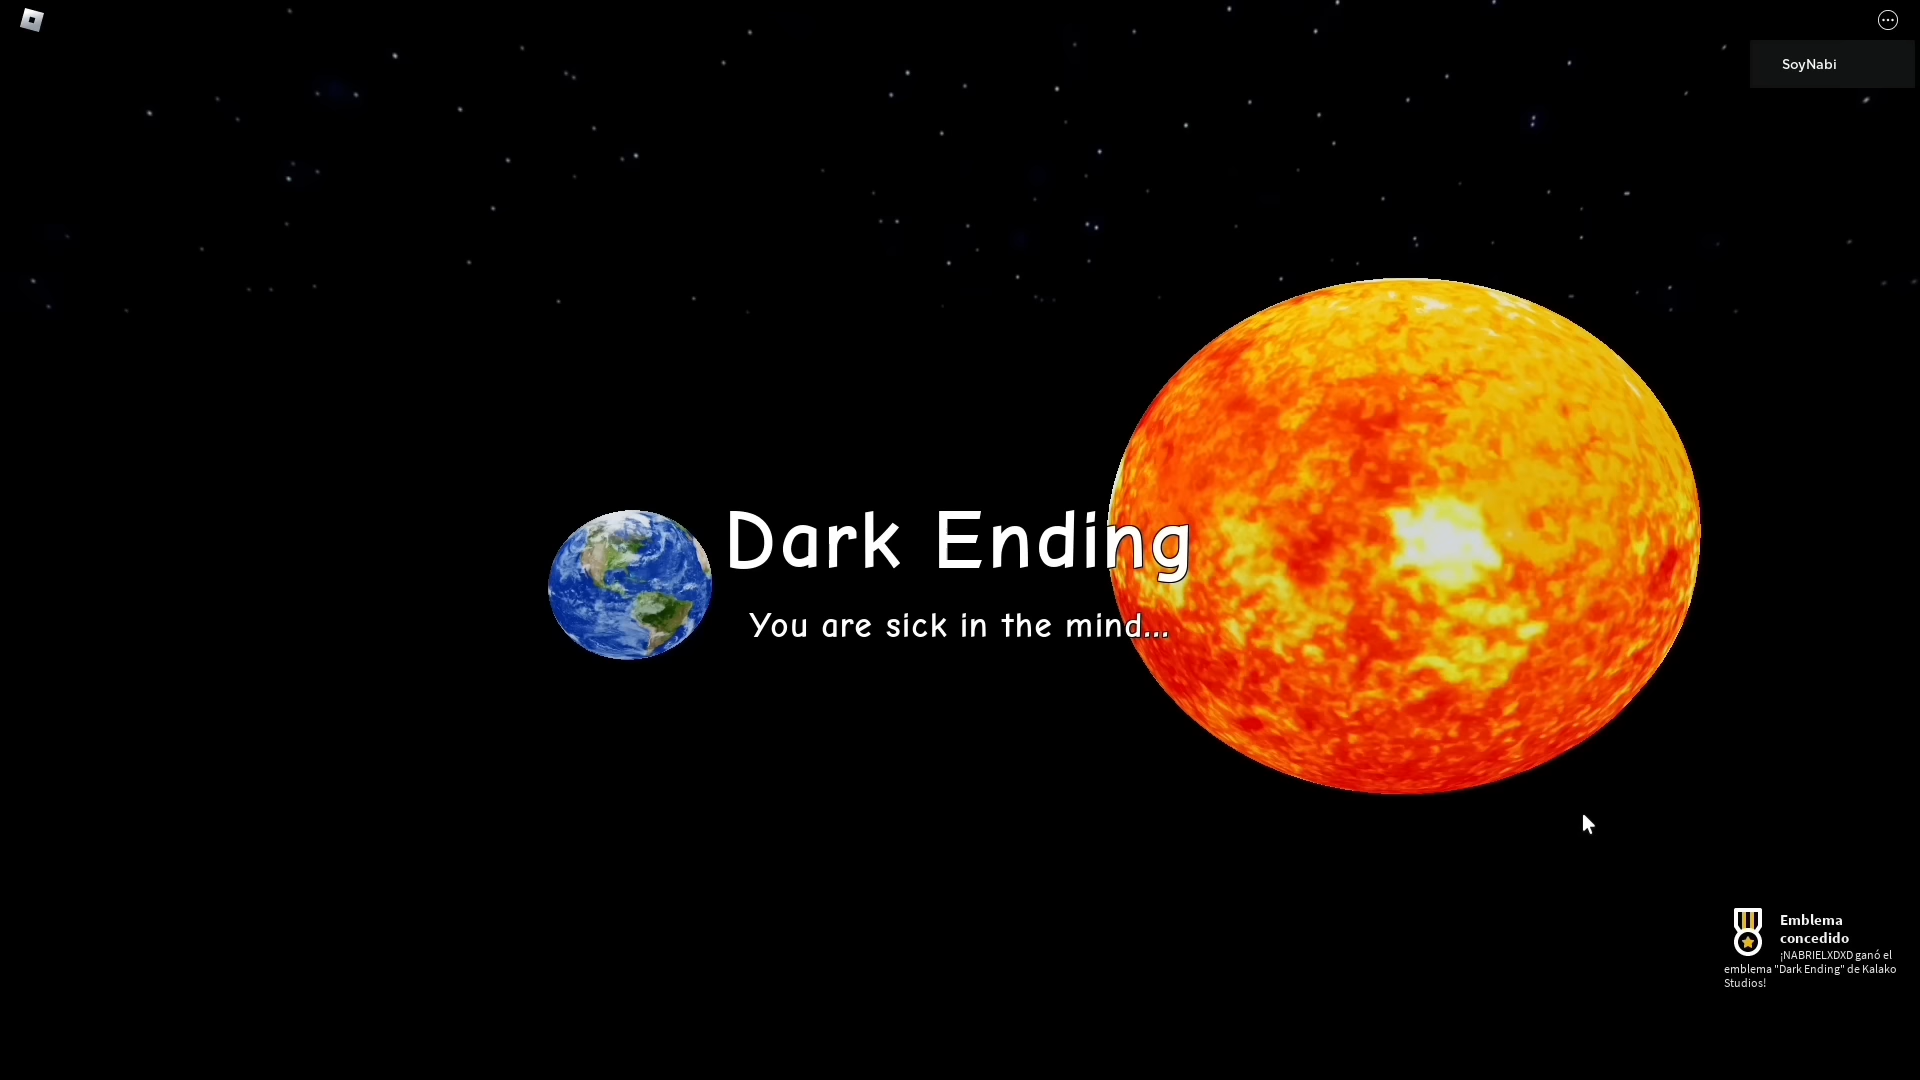 SoyNabi
Dark Ending
You are sick in the mind...
Emblema
concedido
¡NABRIELXDXD ganó el
emblema "Dark Ending" de Kalako
Studios!